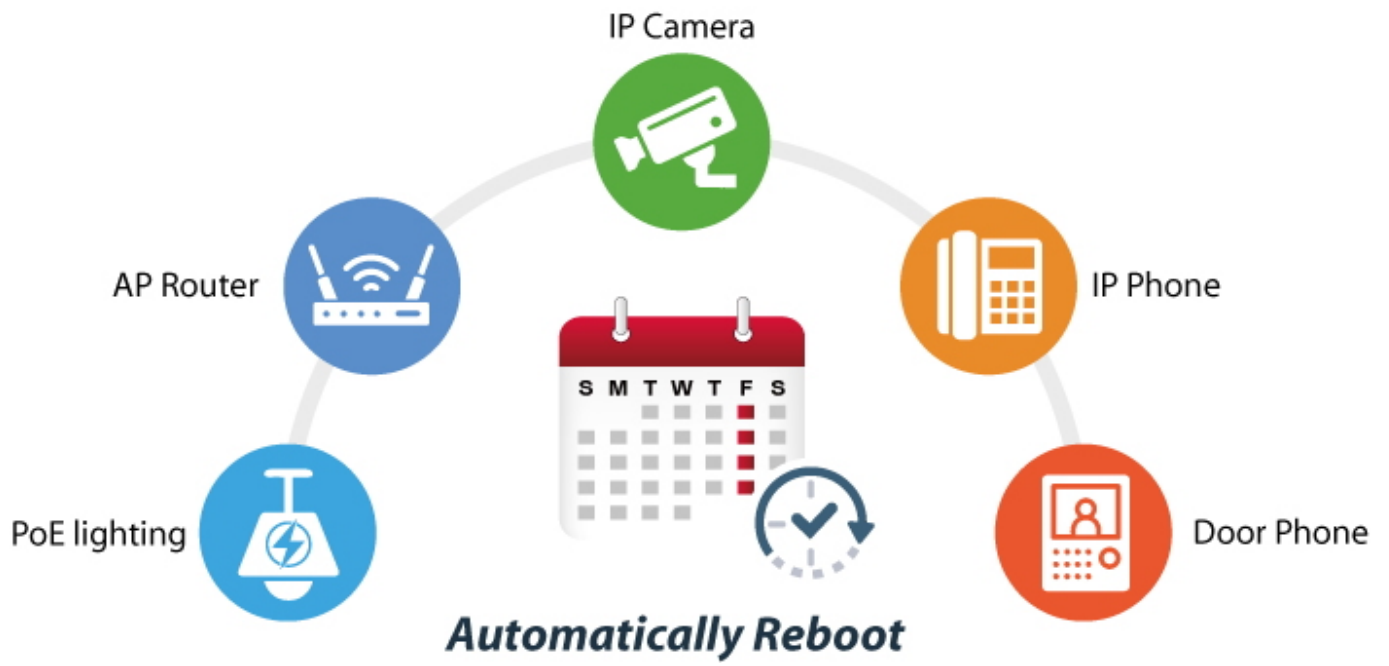 IP Camera
AP Router
IP Phone
S M T W T F S
PoE lighting
Door Phone
Automatically Reboot